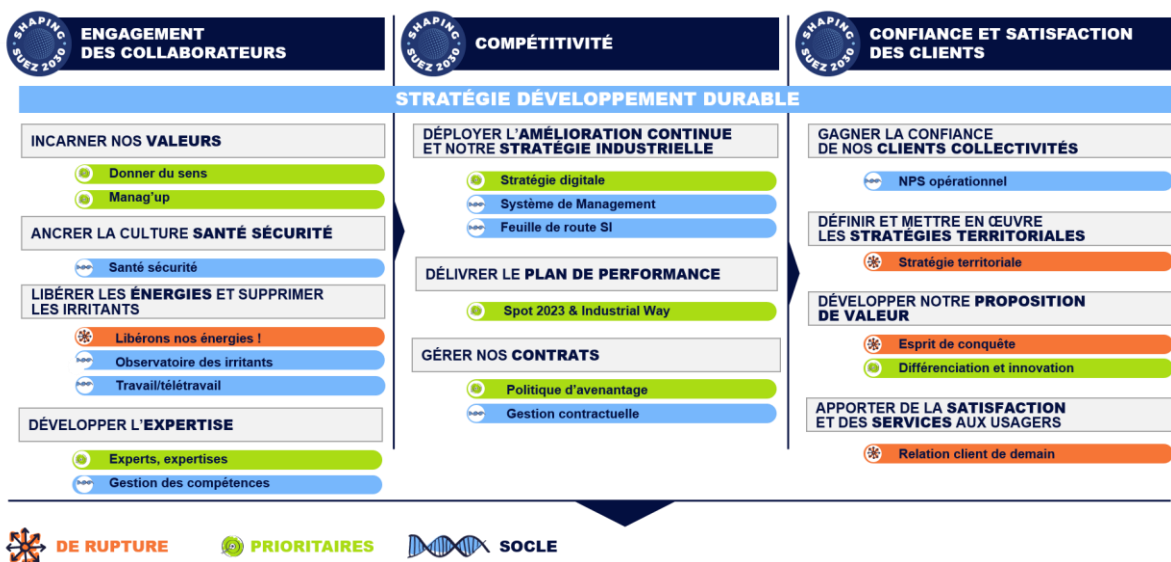 SHAPING SUEZ 2030
ENGAGEMENT
DES COLLABORATEURS
SHAPING SUEZ 2030
COMPÉTITIVITÉ
SHAPING SUEZ 2030
CONFIANCE ET SATISFACTION
DES CLIENTS
STRATÉGIE DÉVELOPPEMENT DURABLE
INCARNER NOS VALEURS
Donner du sens
Manag'up
ANCRER LA CULTURE SANTÉ SÉCURITÉ
Santé sécurité
LIBÉRER LES ÉNERGIES ET SUPPRIMER
LES IRRITANTS
Libérons nos énergies !
Observatoire des irritants
Travail/télétravail
DÉVELOPPER L'EXPERTISE
Experts, expertises
Gestion des compétences
DÉPLOYER L'AMÉLIORATION CONTINUE
ET NOTRE STRATÉGIE INDUSTRIELLE
Stratégie digitale
Système de Management
Feuille de route SI
DÉLIVRER LE PLAN DE PERFORMANCE
Spot 2023 & Industrial Way
GÉRER NOS CONTRATS
Politique d'avenantage
Gestion contractuelle
GAGNER LA CONFIANCE
DE NOS CLIENTS COLLECTIVITÉS
NPS opérationnel
DÉFINIR ET METTRE EN ŒUVRE
LES STRATÉGIES TERRITORIALES
Stratégie territoriale
DÉVELOPPER NOTRE PROPOSITION
DE VALEUR
Esprit de conquête
Différenciation et innovation
APPORTER DE LA SATISFACTION
ET DES SERVICES AUX USAGERS
Relation client de demain
DE RUPTURE
PRIORITAIRES
SOCLE